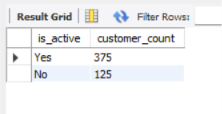 Result Grid Filter Rows:
is_active customer_count
Yes 375
No 125